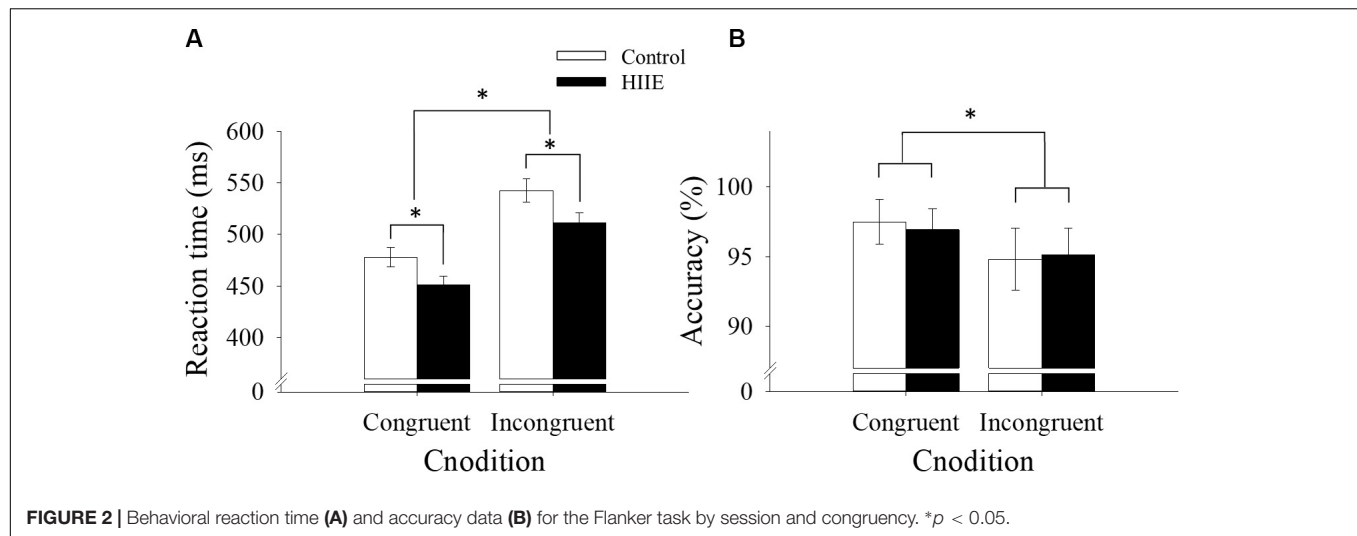 A
B
Control
HIIE
*
*
*
*
Reaction time (ms)
600
550
500
450
400
0
Congruent Incongruent
Cnodition
Accuracy (%)
100
95
90
0
Congruent Incongruent
Cnodition
FIGURE 2 | Behavioral reaction time (A) and accuracy data (B) for the Flanker task by session and congruency. *p < 0.05.